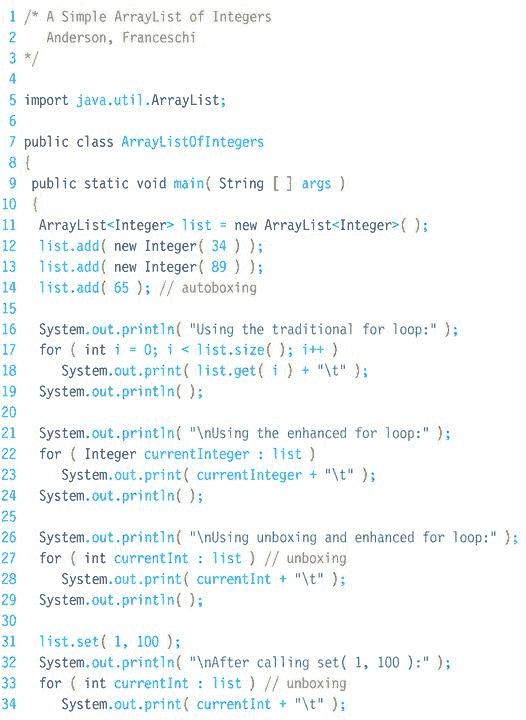 1 /* A Simple ArrayList of Integers
2    Anderson, Franceschi
3 */
4
5 import java.util.ArrayList;
6
7 public class ArrayListOfIntegers
8 {
9  public static void main( String [ ] args )
10  {
11   ArrayList<Integer> list = new ArrayList<Integer>( );
12   list.add( new Integer( 34 ) );
13   list.add( new Integer( 89 ) );
14   list.add( 65 ); // autoboxing
15
16   System.out.println( "Using the traditional for loop:" );
17   for ( int i = 0; i < list.size( ); i++ )
18      System.out.print( list.get( i ) + "\t" );
19   System.out.println( );
20
21   System.out.println( "\nUsing the enhanced for loop:" );
22   for ( Integer currentInteger : list )
23      System.out.print( currentInteger + "\t" );
24   System.out.println( );
25
26   System.out.println( "\nUsing unboxing and enhanced for loop:" );
27   for ( int currentInt : list ) // unboxing
28      System.out.print( currentInt + "\t" );
29   System.out.println( );
30
31   list.set( 1, 100 );
32   System.out.println( "\nAfter calling set( 1, 100 ):" );
33   for ( int currentInt : list ) // unboxing
34      System.out.print( currentInt + "\t" );